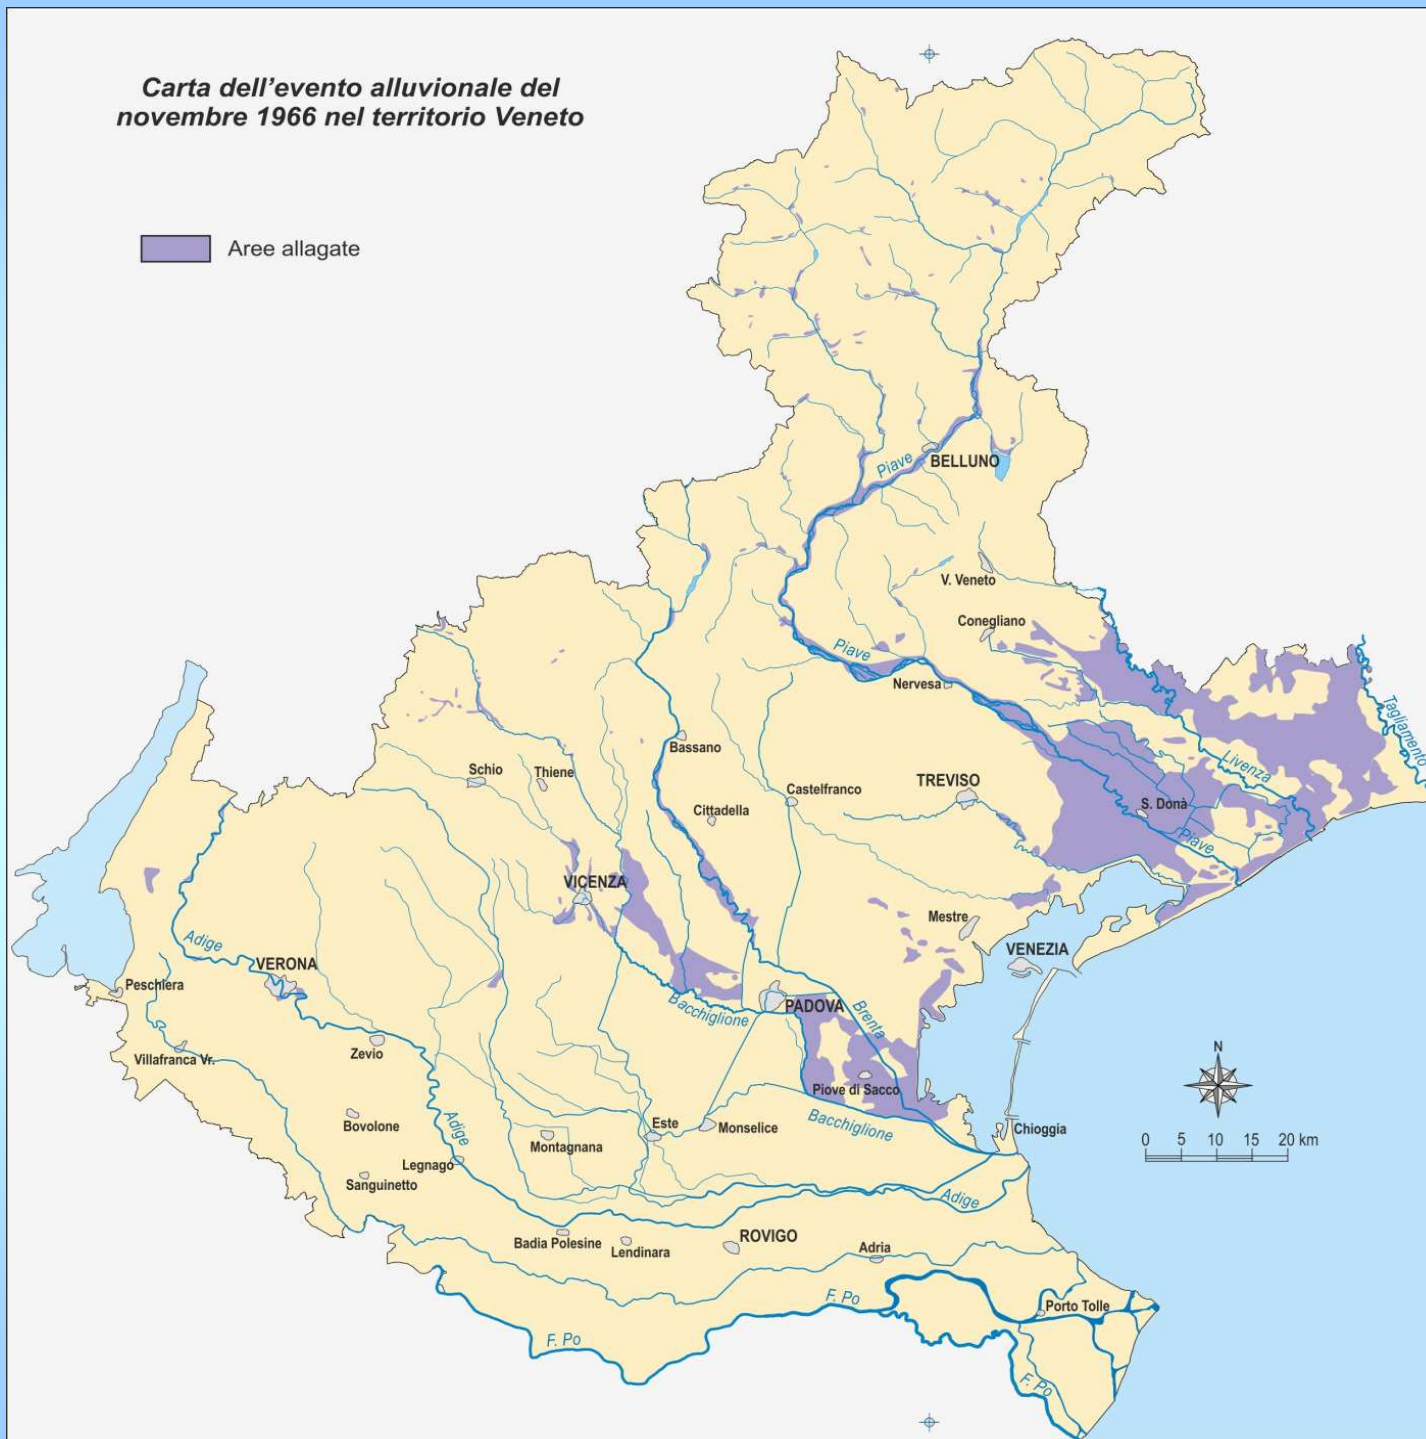 Carta dell'evento alluvionale del
novembre 1966 nel territorio Veneto
Aree allagate
Piave
BELLUNO
V. Veneto
Conegliano
Piave
Nervesa
Tagliamento
Bassano
Livenza
Schio
Thiene
TREVISO
Castelfranco
S. Donà
Cittadella
Piave
VICENZA
Mestre
Adige
VENEZIA
VERONA
Peschiera
PADOVA
Bacchiglione
Brenta
Zevio
Villafranca Vr.
N
Piove di Sacco
Bovolone
Adige
Este
Monselice
Bacchiglione
Chioggia
Montagnana
0 5 10 15 20 km
Legnago
Sanguinetto
Adige
Badia Polesine
Lendinara
ROVIGO
Adria
F. Po
Porto Tolle
F. Po
F. Po